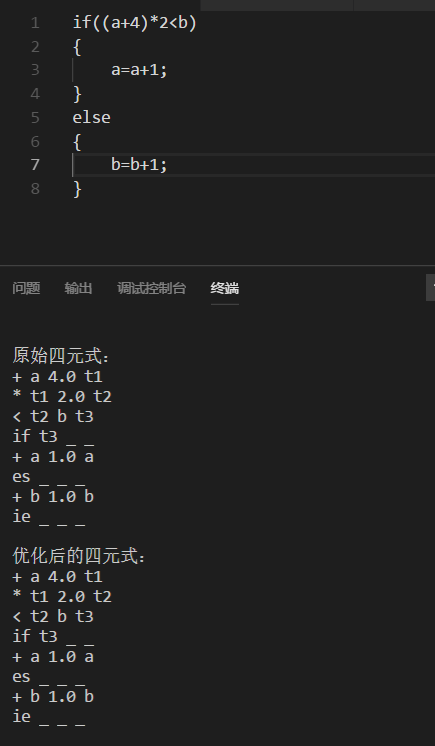 1 if((a+4)*2<b)
2 {
3 a=a+1;
4 }
5 else
6 {
7 b=b+1;
8 }
问题 输出 调试控制台 终端
原始四元式:
+ a 4.0 t1
* t1 2.0 t2
< t2 b t3
if t3 _ _
+ a 1.0 a
es _ _ _
+ b 1.0 b
ie _ _ _
优化后的四元式:
+ a 4.0 t1
* t1 2.0 t2
< t2 b t3
if t3 _ _
+ a 1.0 a
es _ _ _
+ b 1.0 b
ie _ _ _